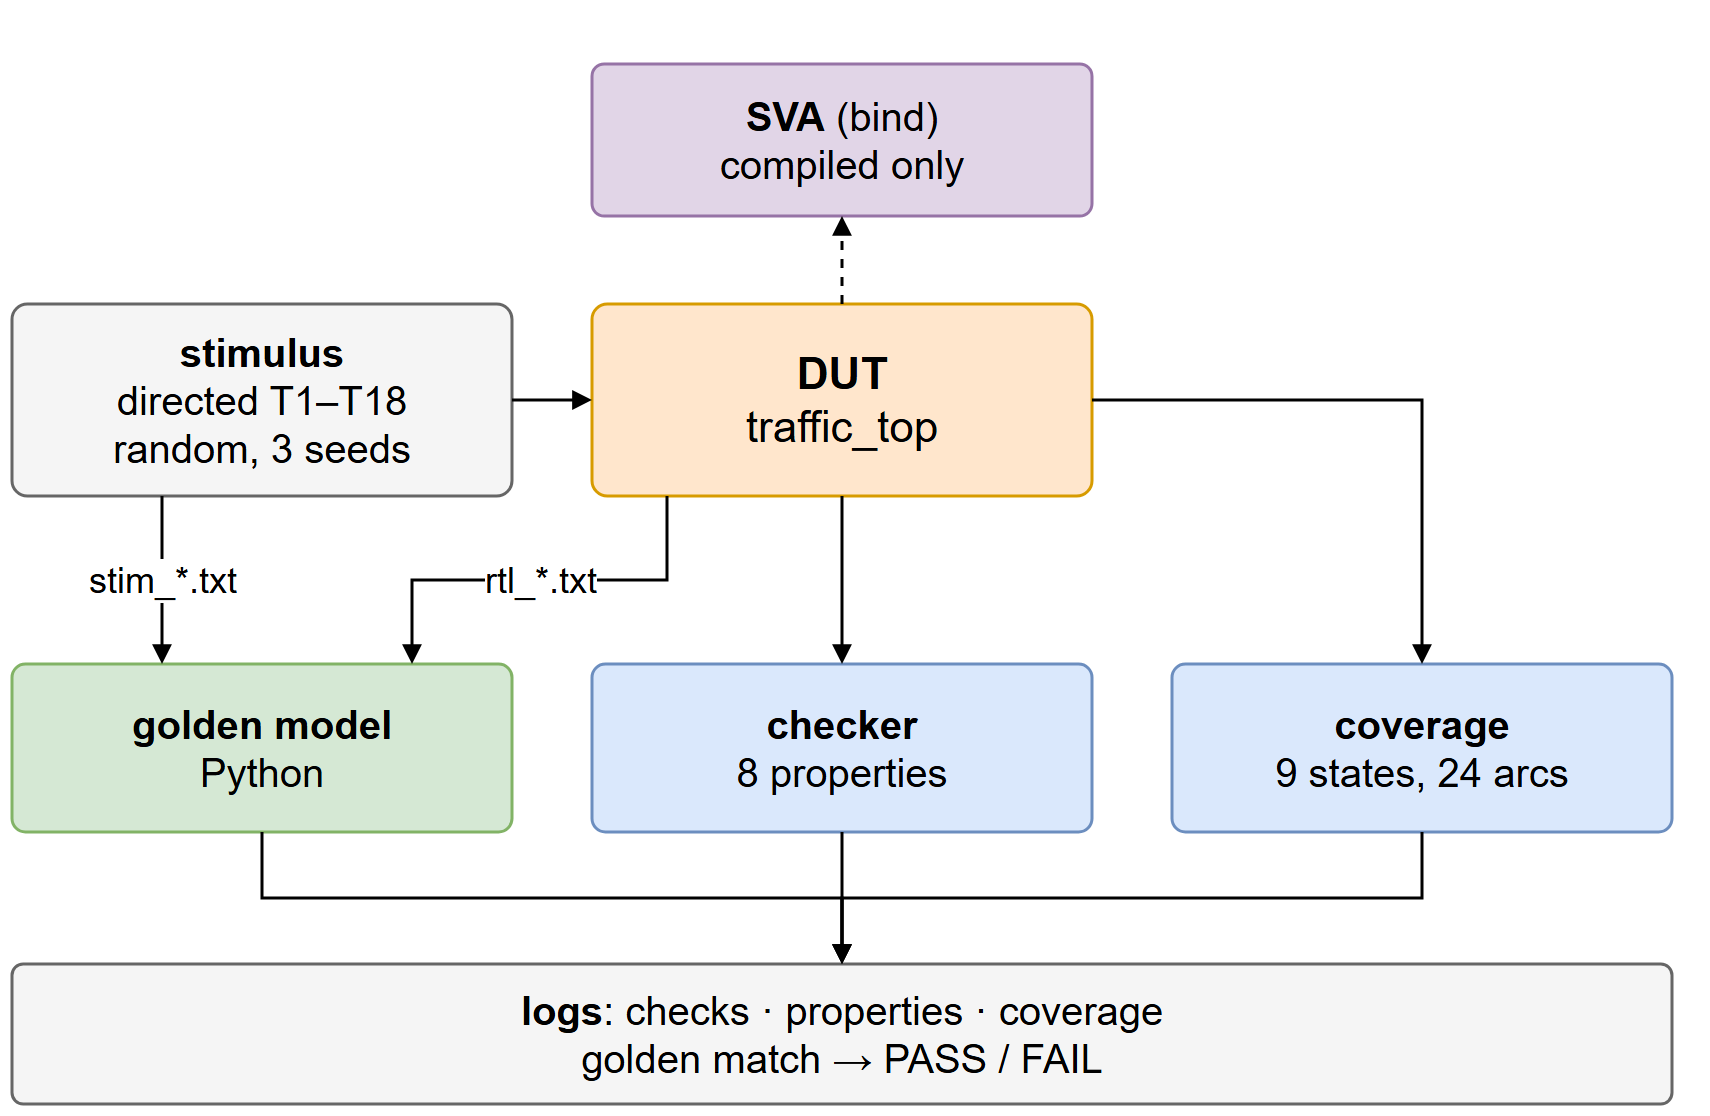 SVA (bind)
compiled only
stimulus
directed T1–T18
random, 3 seeds
DUT
traffic_top
stim_*.txt
rtl_*.txt
golden model
Python
checker
8 properties
coverage
9 states, 24 arcs
logs: checks · properties · coverage
golden match → PASS / FAIL